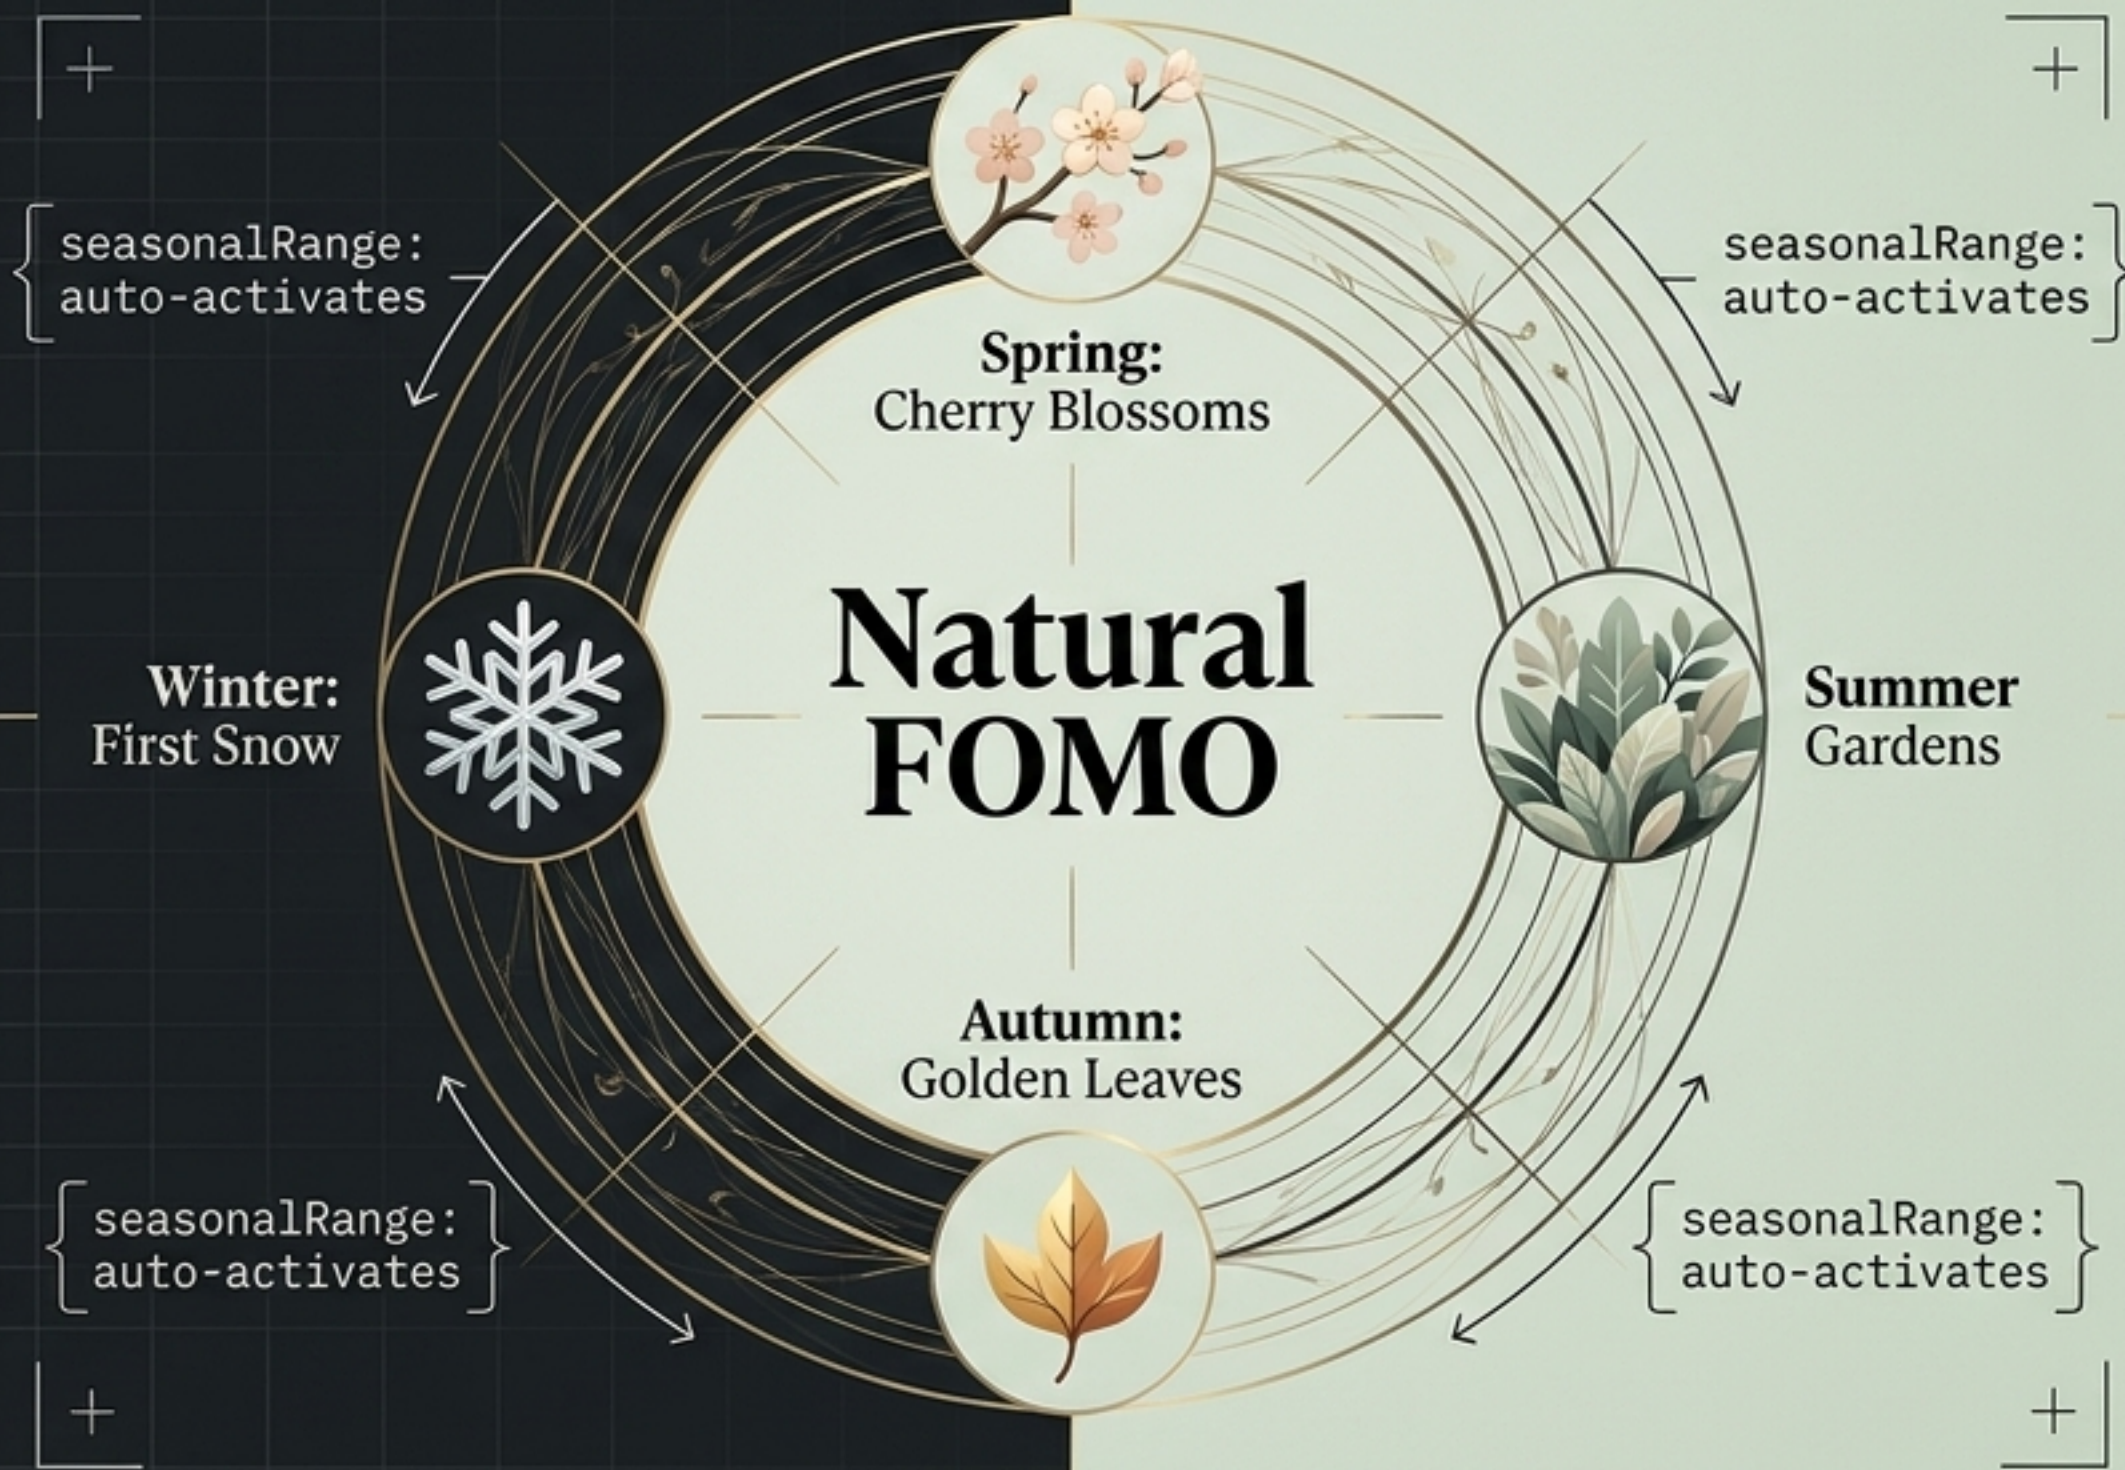 seasonalRange:
auto-activates
seasonalRange:
auto-activates
Spring:
Cherry Blossoms
Natural
FOMO
Winter:
First Snow
Summer
Gardens
Autumn:
Golden Leaves
seasonalRange:
auto-activates
seasonalRange:
auto-activates